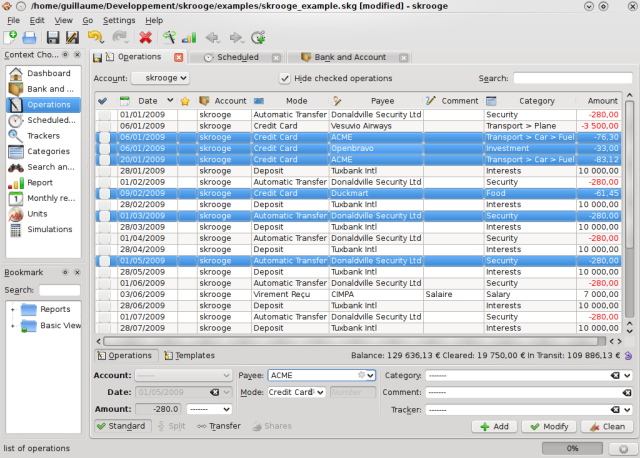 /home/guillaume/Developpement/skrooge/examples/skrooge_example.skg [modified] - skrooge
File Edit View Go Settings Help
Context Cho...
Dashboard
Bank and ...
Operations
Scheduled...
Trackers
Categories
Search an...
Report
Monthly re...
Units
Simulations
Bookmark
Search:
Reports
Basic View
Operations Scheduled Bank and Account
Account: skrooge Hide checked operations Search:
Date Account Mode Payee Comment Category Amount
01/01/2009 skrooge Automatic Transfer Donaldville Security Ltd Security -280,00
06/01/2009 skrooge Credit Card Vesuvio Airways Transport > Plane -3 500,00
06/01/2009 skrooge Credit Card ACME Transport > Car > Fuel -76,30
06/01/2009 skrooge Credit Card Openbravo Investment -33,00
20/01/2009 skrooge Credit Card ACME Transport > Car > Fuel -83,12
28/01/2009 skrooge Deposit Tuxbank Intl Interests 10 000,00
01/02/2009 skrooge Automatic Transfer Donaldville Security Ltd Security -280,00
28/02/2009 skrooge Deposit Tuxbank Intl Interests 10 000,00
09/02/2009 skrooge Credit Card Duckmart Food -61,45
01/03/2009 skrooge Automatic Transfer Donaldville Security Ltd Security -280,00
28/03/2009 skrooge Deposit Tuxbank Intl Interests 10 000,00
01/04/2009 skrooge Automatic Transfer Donaldville Security Ltd Security -280,00
28/04/2009 skrooge Deposit Tuxbank Intl Interests 10 000,00
01/05/2009 skrooge Automatic Transfer Donaldville Security Ltd Security -280,00
28/05/2009 skrooge Deposit Tuxbank Intl Interests 10 000,00
01/06/2009 skrooge Automatic Transfer Donaldville Security Ltd Security -280,00
03/06/2009 skrooge Virement Reçu CIMPA Salaire Salary 7 000,00
28/06/2009 skrooge Deposit Tuxbank Intl Interests 10 000,00
01/07/2009 skrooge Automatic Transfer Donaldville Security Ltd Security -280,00
28/07/2009 skrooge Deposit Tuxbank Intl Interests 10 000,00
Operations Templates Balance: 129 636,13 € Cleared: 19 750,00 € In Transit: 109 886,13 €
Account: ------ Payee: ACME Category: -------
Date: 01/05/2009 Mode: Credit Card Number Comment: -------
Amount: -280.0 ------- Tracker: -------
Standard Split Transfer Shares Add Modify Clean
list of operations 0%